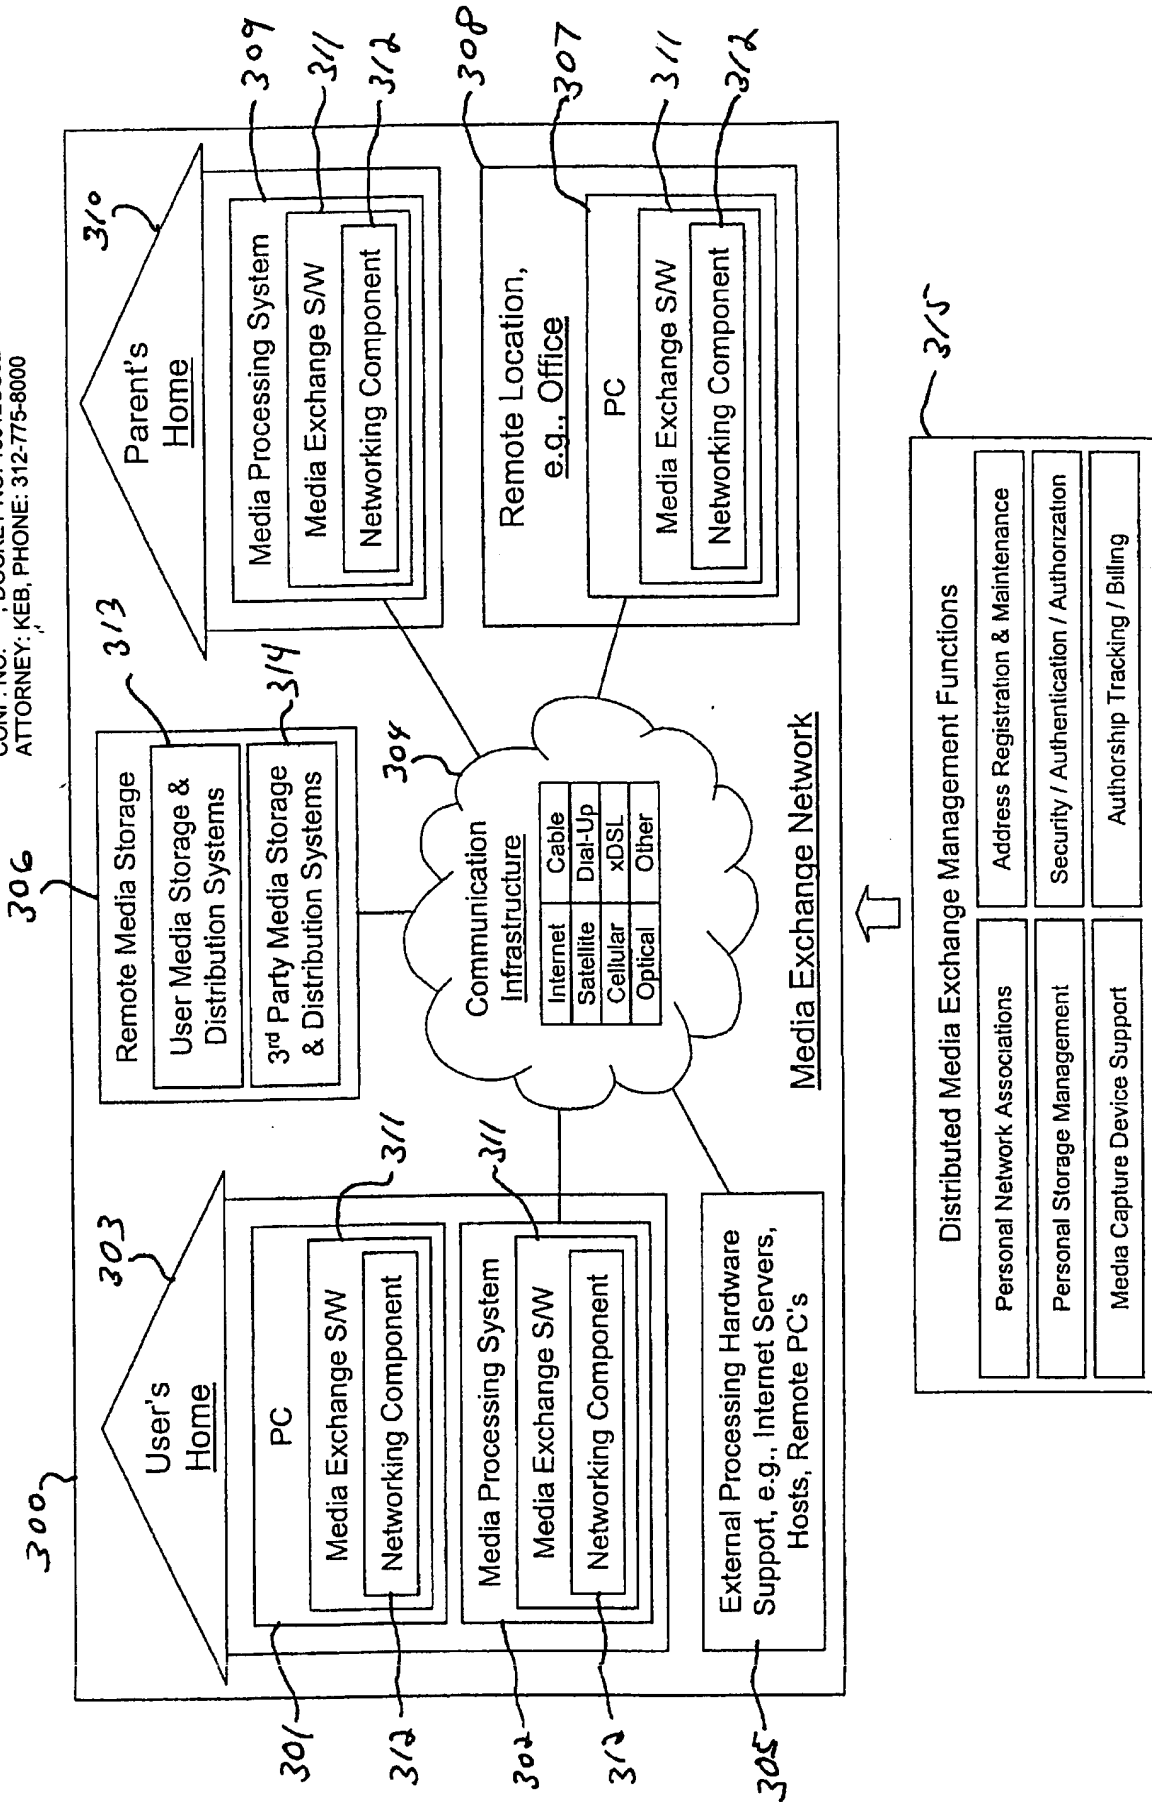 ATTORNEY: KEB, PHONE: 312-775-8000
300
303
User's
Home
PC
Media Exchange S/W
Networking Component
311
301
312
Media Processing System
Media Exchange S/W
Networking Component
311
302
312
External Processing Hardware
Support, e.g., Internet Servers,
Hosts, Remote PC's
305
306
Remote Media Storage
User Media Storage &
Distribution Systems
313
3rd Party Media Storage
& Distribution Systems
314
304
Communication
Infrastructure
Internet Cable
Satellite Dial-Up
Cellular xDSL
Optical Other
Media Exchange Network
310
Parent's
Home
Media Processing System
Media Exchange S/W
Networking Component
309
311
312
Remote Location,
e.g., Office
PC
Media Exchange S/W
Networking Component
308
307
311
312
315
Distributed Media Exchange Management Functions
Personal Network Associations
Address Registration & Maintenance
Personal Storage Management
Security / Authentication / Authorization
Media Capture Device Support
Authorship Tracking / Billing